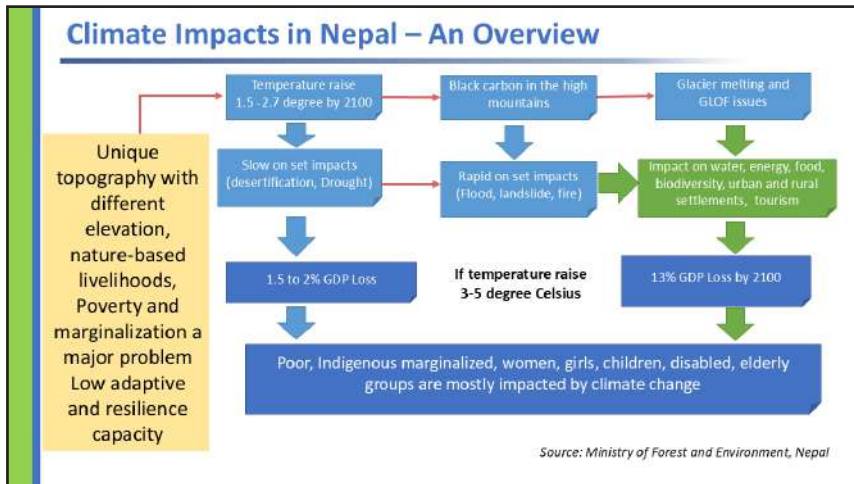 Climate Impacts in Nepal – An Overview
Temperature raise
1.5 -2.7 degree by 2100
Black carbon in the high
mountains
Glacier melting and
GLOF issues
Unique
topography with
different
elevation,
nature-based
livelihoods,
Poverty and
marginalization a
major problem
Low adaptive
and resilience
capacity
Slow on set impacts
(desertification, Drought)
Rapid on set impacts
(Flood, landslide, fire)
Impact on water, energy, food,
biodiversity, urban and rural
settlements, tourism
1.5 to 2% GDP Loss
If temperature raise
3-5 degree Celsius
13% GDP Loss by 2100
Poor, Indigenous marginalized, women, girls, children, disabled, elderly
groups are mostly impacted by climate change
Source: Ministry of Forest and Environment, Nepal